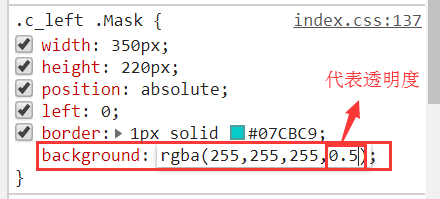 .c_left .Mask { index.css:137
width: 350px;
height: 220px;
position: absolute;
代表透明度
left: 0;
border: 1px solid #07CBC9;
background: rgba(255,255,255,0.5);
}